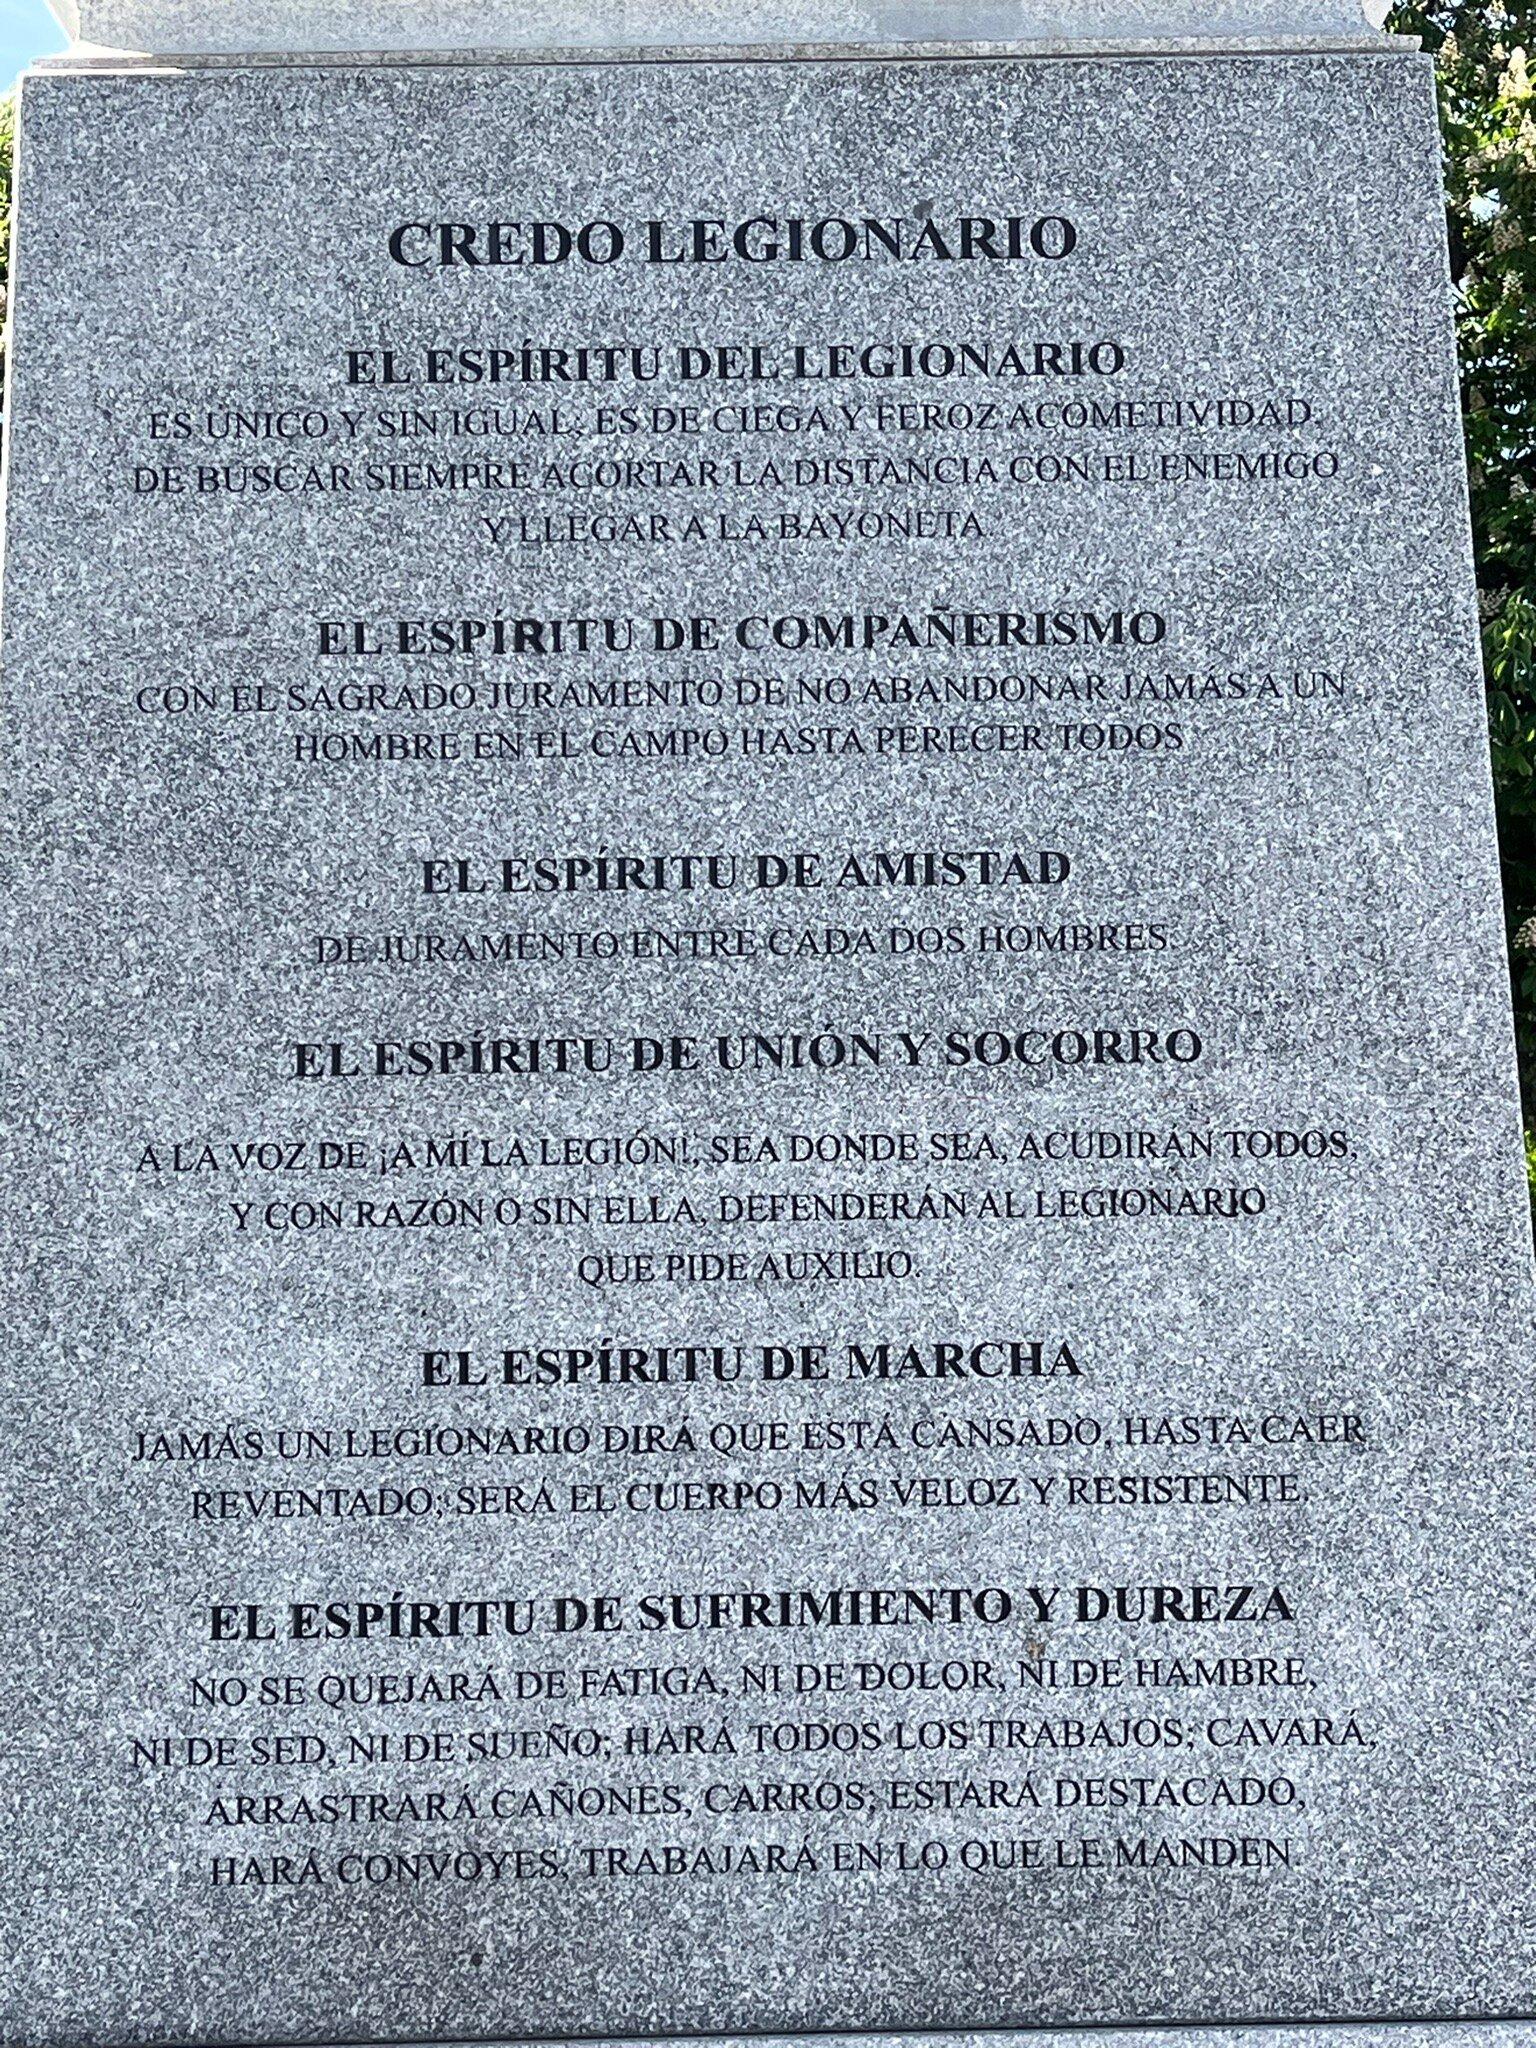 CREDO LEGIONARIO
EL ESPÍRITU DEL LEGIONARIO
ES ÚNICO Y SIN IGUAL; ES DE CIEGA Y FEROZ ACOMETIVIDAD.
DE BUSCAR SIEMPRE ACORTAR LA DISTANCIA CON EL ENEMIGO
Y LLEGAR A LA BAYONETA.
EL ESPÍRITU DE COMPAÑERISMO
CON EL SAGRADO JURAMENTO DE NO ABANDONAR JAMÁS A UN
HOMBRE EN EL CAMPO HASTA PERECER TODOS
EL ESPÍRITU DE AMISTAD
DE JURAMENTO ENTRE CADA DOS HOMBRES
EL ESPÍRITU DE UNIÓN Y SOCORRO
A LA VOZ DE ¡A MÍ LA LEGIÓN!, SEA DONDE SEA, ACUDIRÁN TODOS,
Y CON RAZÓN O SIN ELLA, DEFENDERÁN AL LEGIONARIO
QUE PIDE AUXILIO.
EL ESPÍRITU DE MARCHA
JAMÁS UN LEGIONARIO DIRÁ QUE ESTÁ CANSADO, HASTA CAER
REVENTADO; SERÁ EL CUERPO MÁS VELOZ Y RESISTENTE.
EL ESPÍRITU DE SUFRIMIENTO Y DUREZA
NO SE QUEJARÁ DE FATIGA, NI DE DOLOR, NI DE HAMBRE,
NI DE SED, NI DE SUEÑO; HARÁ TODOS LOS TRABAJOS; CAVARÁ,
ARRASTRARÁ CAÑONES, CARROS; ESTARÁ DESTACADO,
HARÁ CONVOYES, TRABAJARÁ EN LO QUE LE MANDEN.